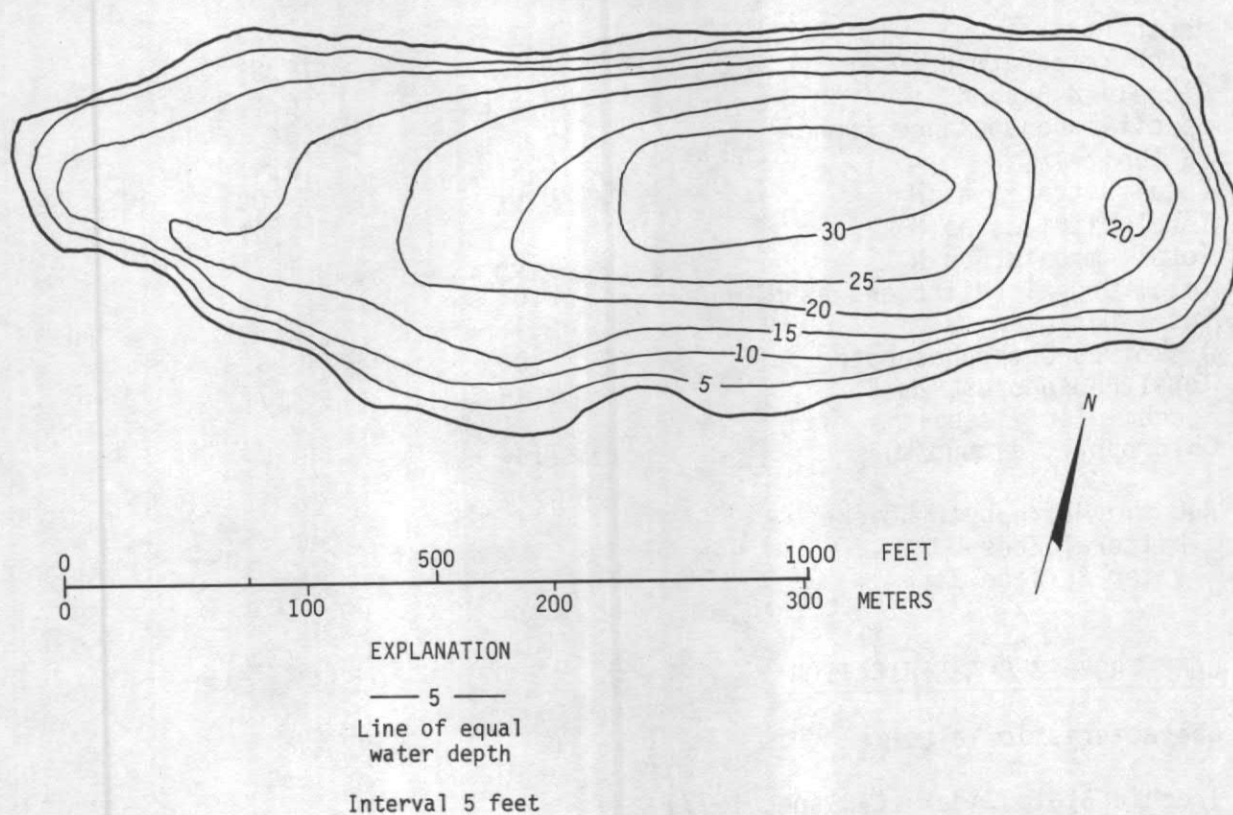 30
20
25
20
15
10
5
N
0 500 1000 FEET
0 100 200 300 METERS
EXPLANATION
5
Line of equal
water depth
Interval 5 feet